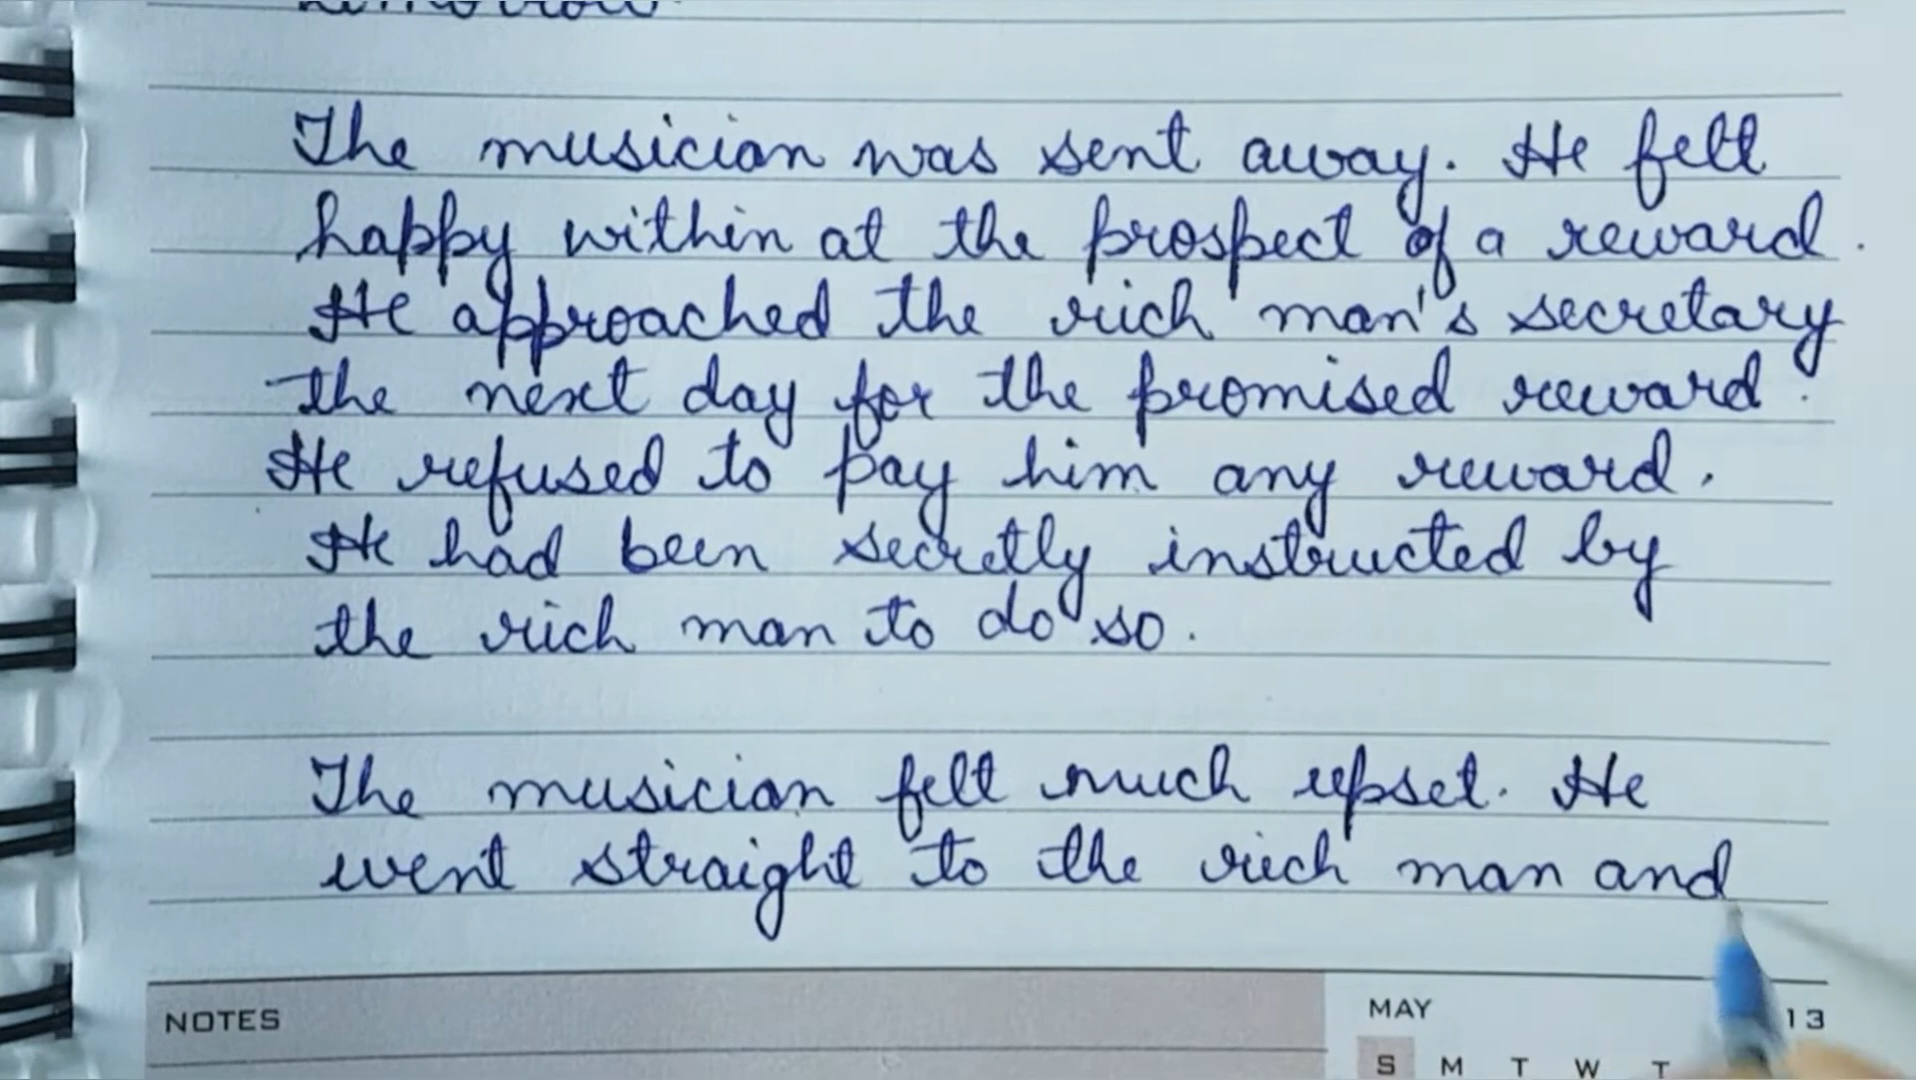 tomorrow.
The musician was sent away. He felt
happy within at the prospect of a reward.
He approached the rich man's secretary
the next day for the promised reward.
He refused to pay him any reward.
He had been secretly instructed by
the rich man to do so.
The musician felt much upset. He
went straight to the rich man and
NOTES
MAY 13
S M T W T